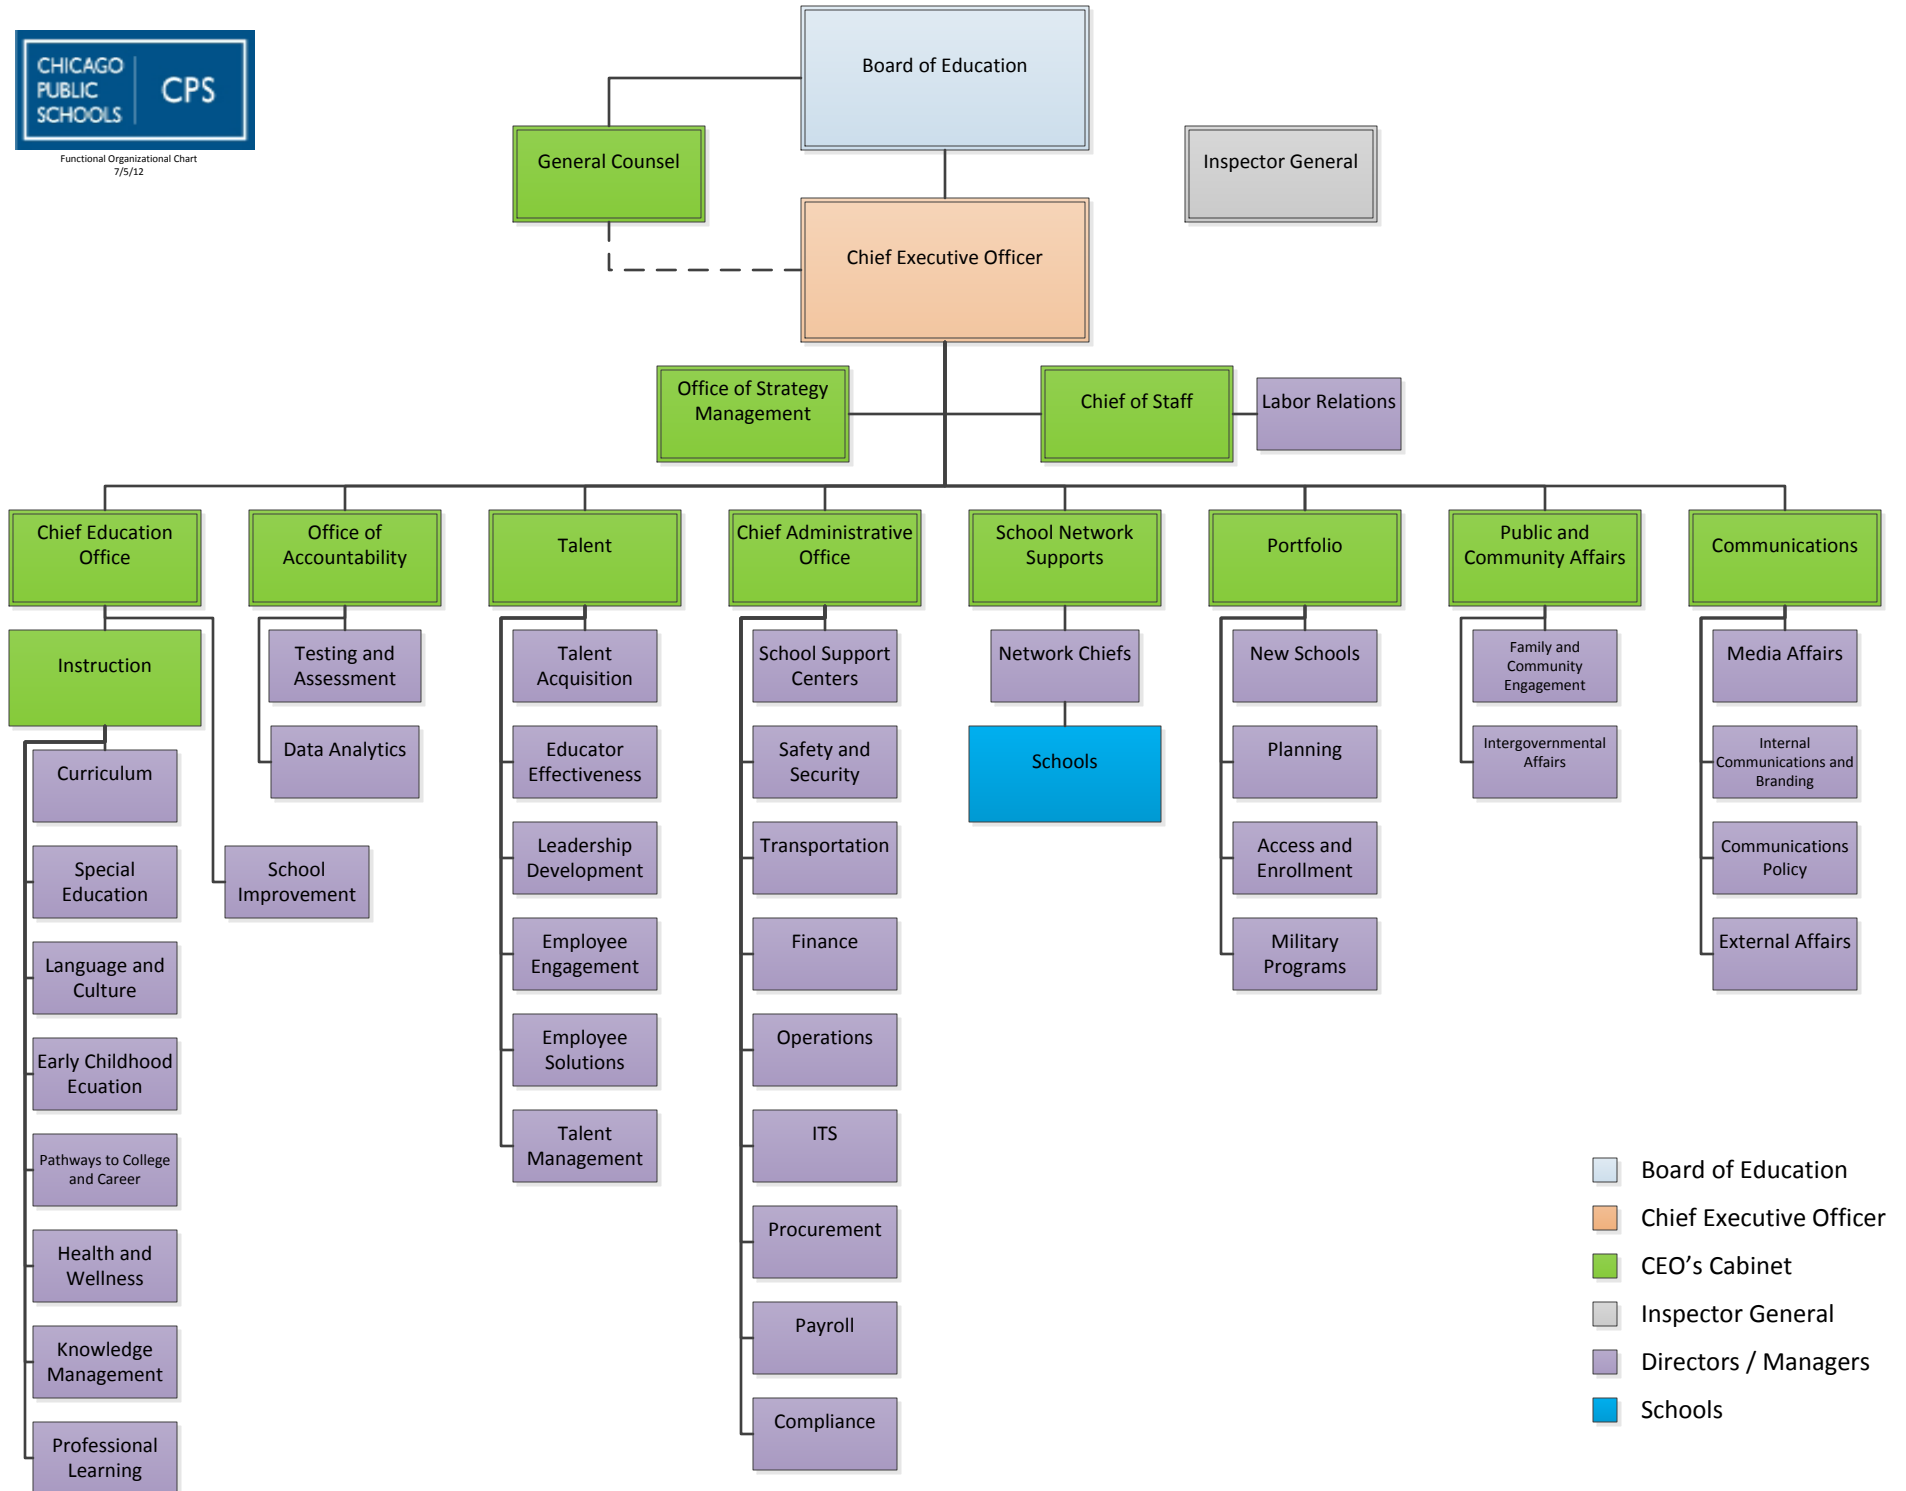 CHICAGO
PUBLIC
SCHOOLS
CPS
Functional Organizational Chart
7/5/12
Board of Education
General Counsel
Inspector General
Chief Executive Officer
Office of Strategy
Management
Chief of Staff
Labor Relations
Chief Education
Office
Office of
Accountability
Talent
Chief Administrative
Office
School Network
Supports
Portfolio
Public and
Community Affairs
Communications
Instruction
Curriculum
Special
Education
Language and
Culture
Early Childhood
Ecuation
Pathways to College
and Career
Health and
Wellness
Knowledge
Management
Professional
Learning
School
Improvement
Testing and
Assessment
Data Analytics
Talent
Acquisition
Educator
Effectiveness
Leadership
Development
Employee
Engagement
Employee
Solutions
Talent
Management
School Support
Centers
Safety and
Security
Transportation
Finance
Operations
ITS
Procurement
Payroll
Compliance
Network Chiefs
Schools
New Schools
Planning
Access and
Enrollment
Military
Programs
Family and
Community
Engagement
Intergovernmental
Affairs
Media Affairs
Internal
Communications and
Branding
Communications
Policy
External Affairs
Board of Education
Chief Executive Officer
CEO’s Cabinet
Inspector General
Directors / Managers
Schools